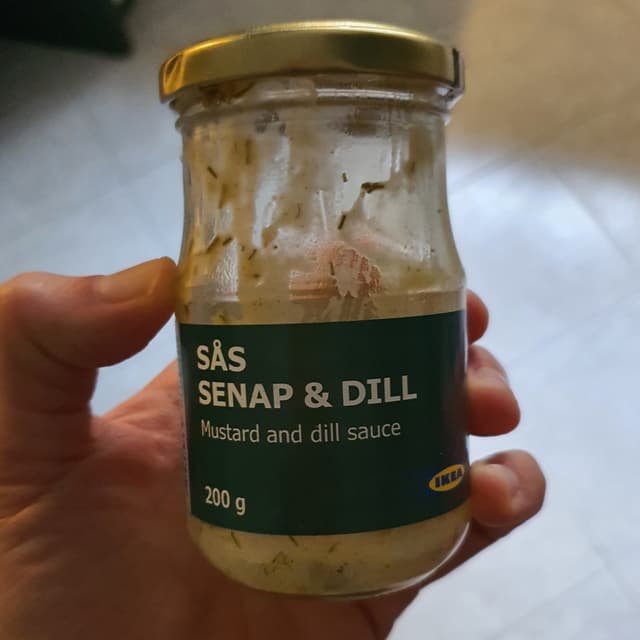 SÅS
SENAP & DILL
Mustard and dill sauce
200 g
IKEA